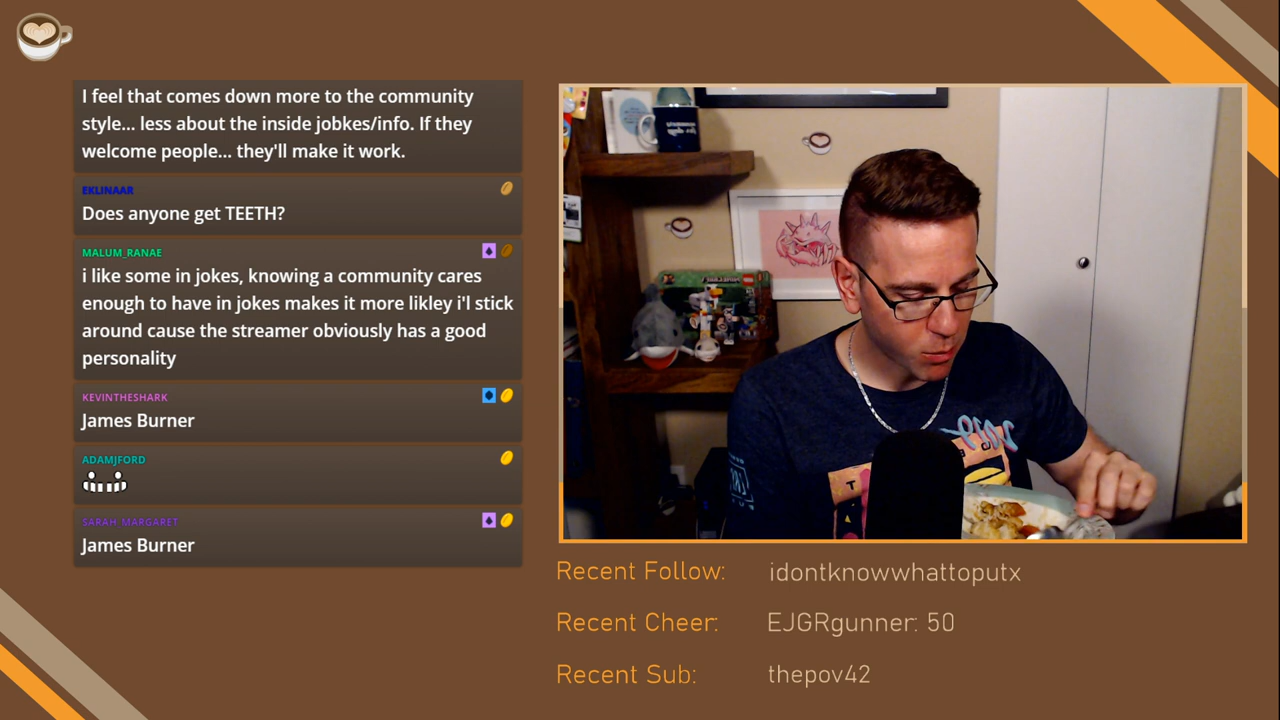 I feel that comes down more to the community
style... less about the inside jobkes/info. If they
welcome people... they'll make it work.
EKLINAAR
Does anyone get TEETH?
MALUM_RANAE
i like some in jokes, knowing a community cares
enough to have in jokes makes it more likley i'l stick
around cause the streamer obviously has a good
personality
KEVINTHESHARK
James Burner
ADAMJFORD
SARAH_MARGARET
James Burner
Recent Follow: idontknowwhattoputx
Recent Cheer: EJGRgunner: 50
Recent Sub: thepov42